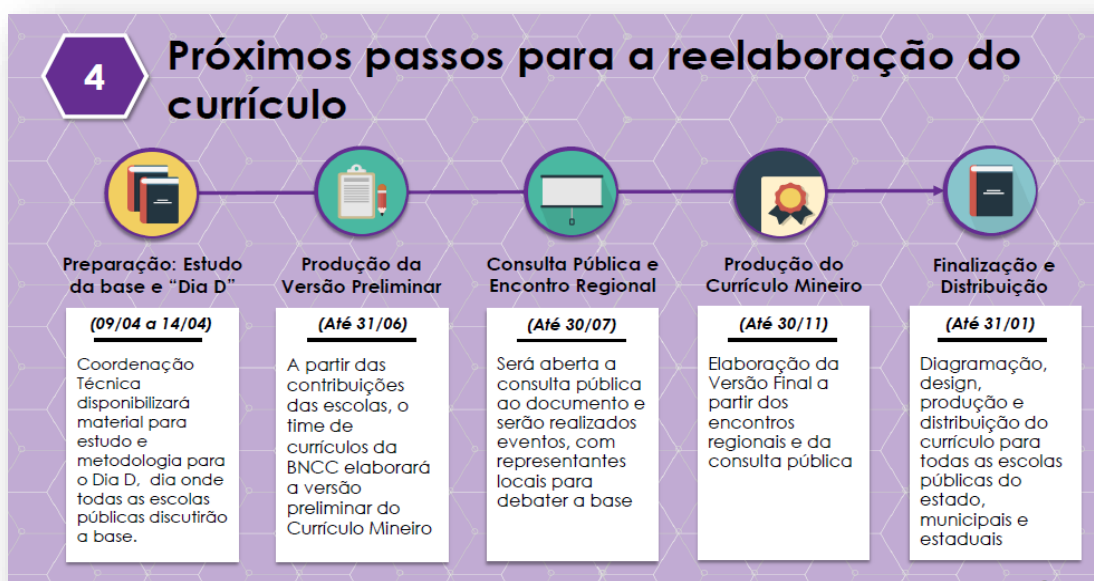 4
Próximos passos para a reelaboração do
currículo
Preparação: Estudo
da base e “Dia D”
(09/04 a 14/04)
Coordenação
Técnica
disponibilizará
material para
estudo e
metodologia para
o Dia D, dia onde
todas as escolas
públicas discutirão
a base.
Produção da
Versão Preliminar
(Até 31/06)
A partir das
contribuições
das escolas, o
time de
currículos da
BNCC elaborará
a versão
preliminar do
Currículo Mineiro
Consulta Pública e
Encontro Regional
(Até 30/07)
Será aberta a
consulta pública
ao documento e
serão realizados
eventos, com
representantes
locais para
debater a base
Produção do
Currículo Mineiro
(Até 30/11)
Elaboração da
Versão Final a
partir dos
encontros
regionais e da
consulta pública
Finalização e
Distribuição
(Até 31/01)
Diagramação,
design,
produção e
distribuição do
currículo para
todas as escolas
públicas do
estado,
municipais e
estaduais